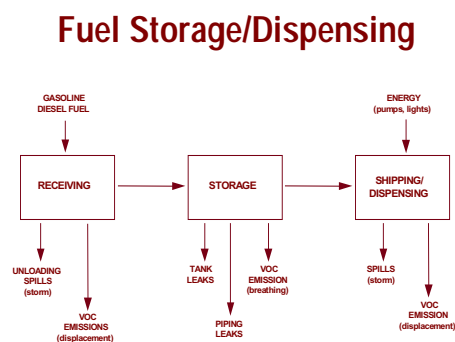 Fuel Storage/Dispensing
GASOLINE
DIESEL FUEL
ENERGY
(pumps, lights)
RECEIVING
STORAGE
SHIPPING/
DISPENSING
UNLOADING
SPILLS
(storm)
VOC
EMISSIONS
(displacement)
TANK
LEAKS
PIPING
LEAKS
VOC
EMISSION
(breathing)
SPILLS
(storm)
VOC
EMISSION
(displacement)